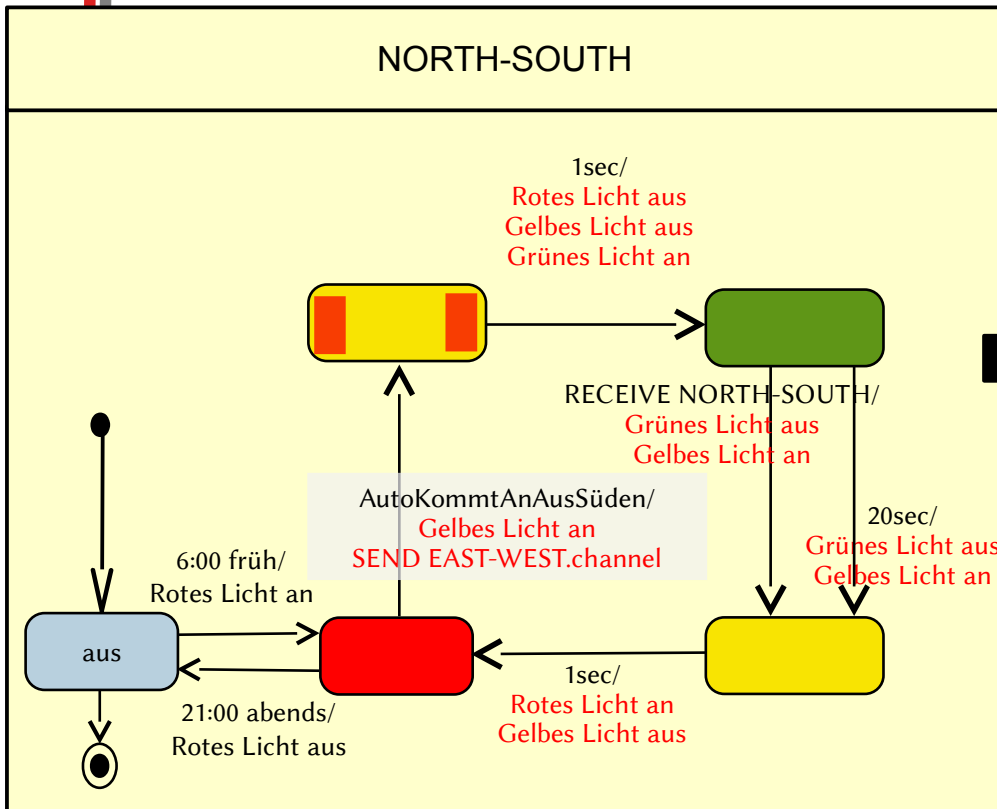 NORTH-SOUTH
1sec/
Rotes Licht aus
Gelbes Licht aus
Grünes Licht an
RECEIVE NORTH-SOUTH/
Grünes Licht aus
Gelbes Licht an
AutoKommtAnAusSüden/
Gelbes Licht an
SEND EAST-WEST.channel
20sec/
Grünes Licht aus
Gelbes Licht an
6:00 früh/
Rotes Licht an
aus
1sec/
Rotes Licht an
Gelbes Licht aus
21:00 abends/
Rotes Licht aus